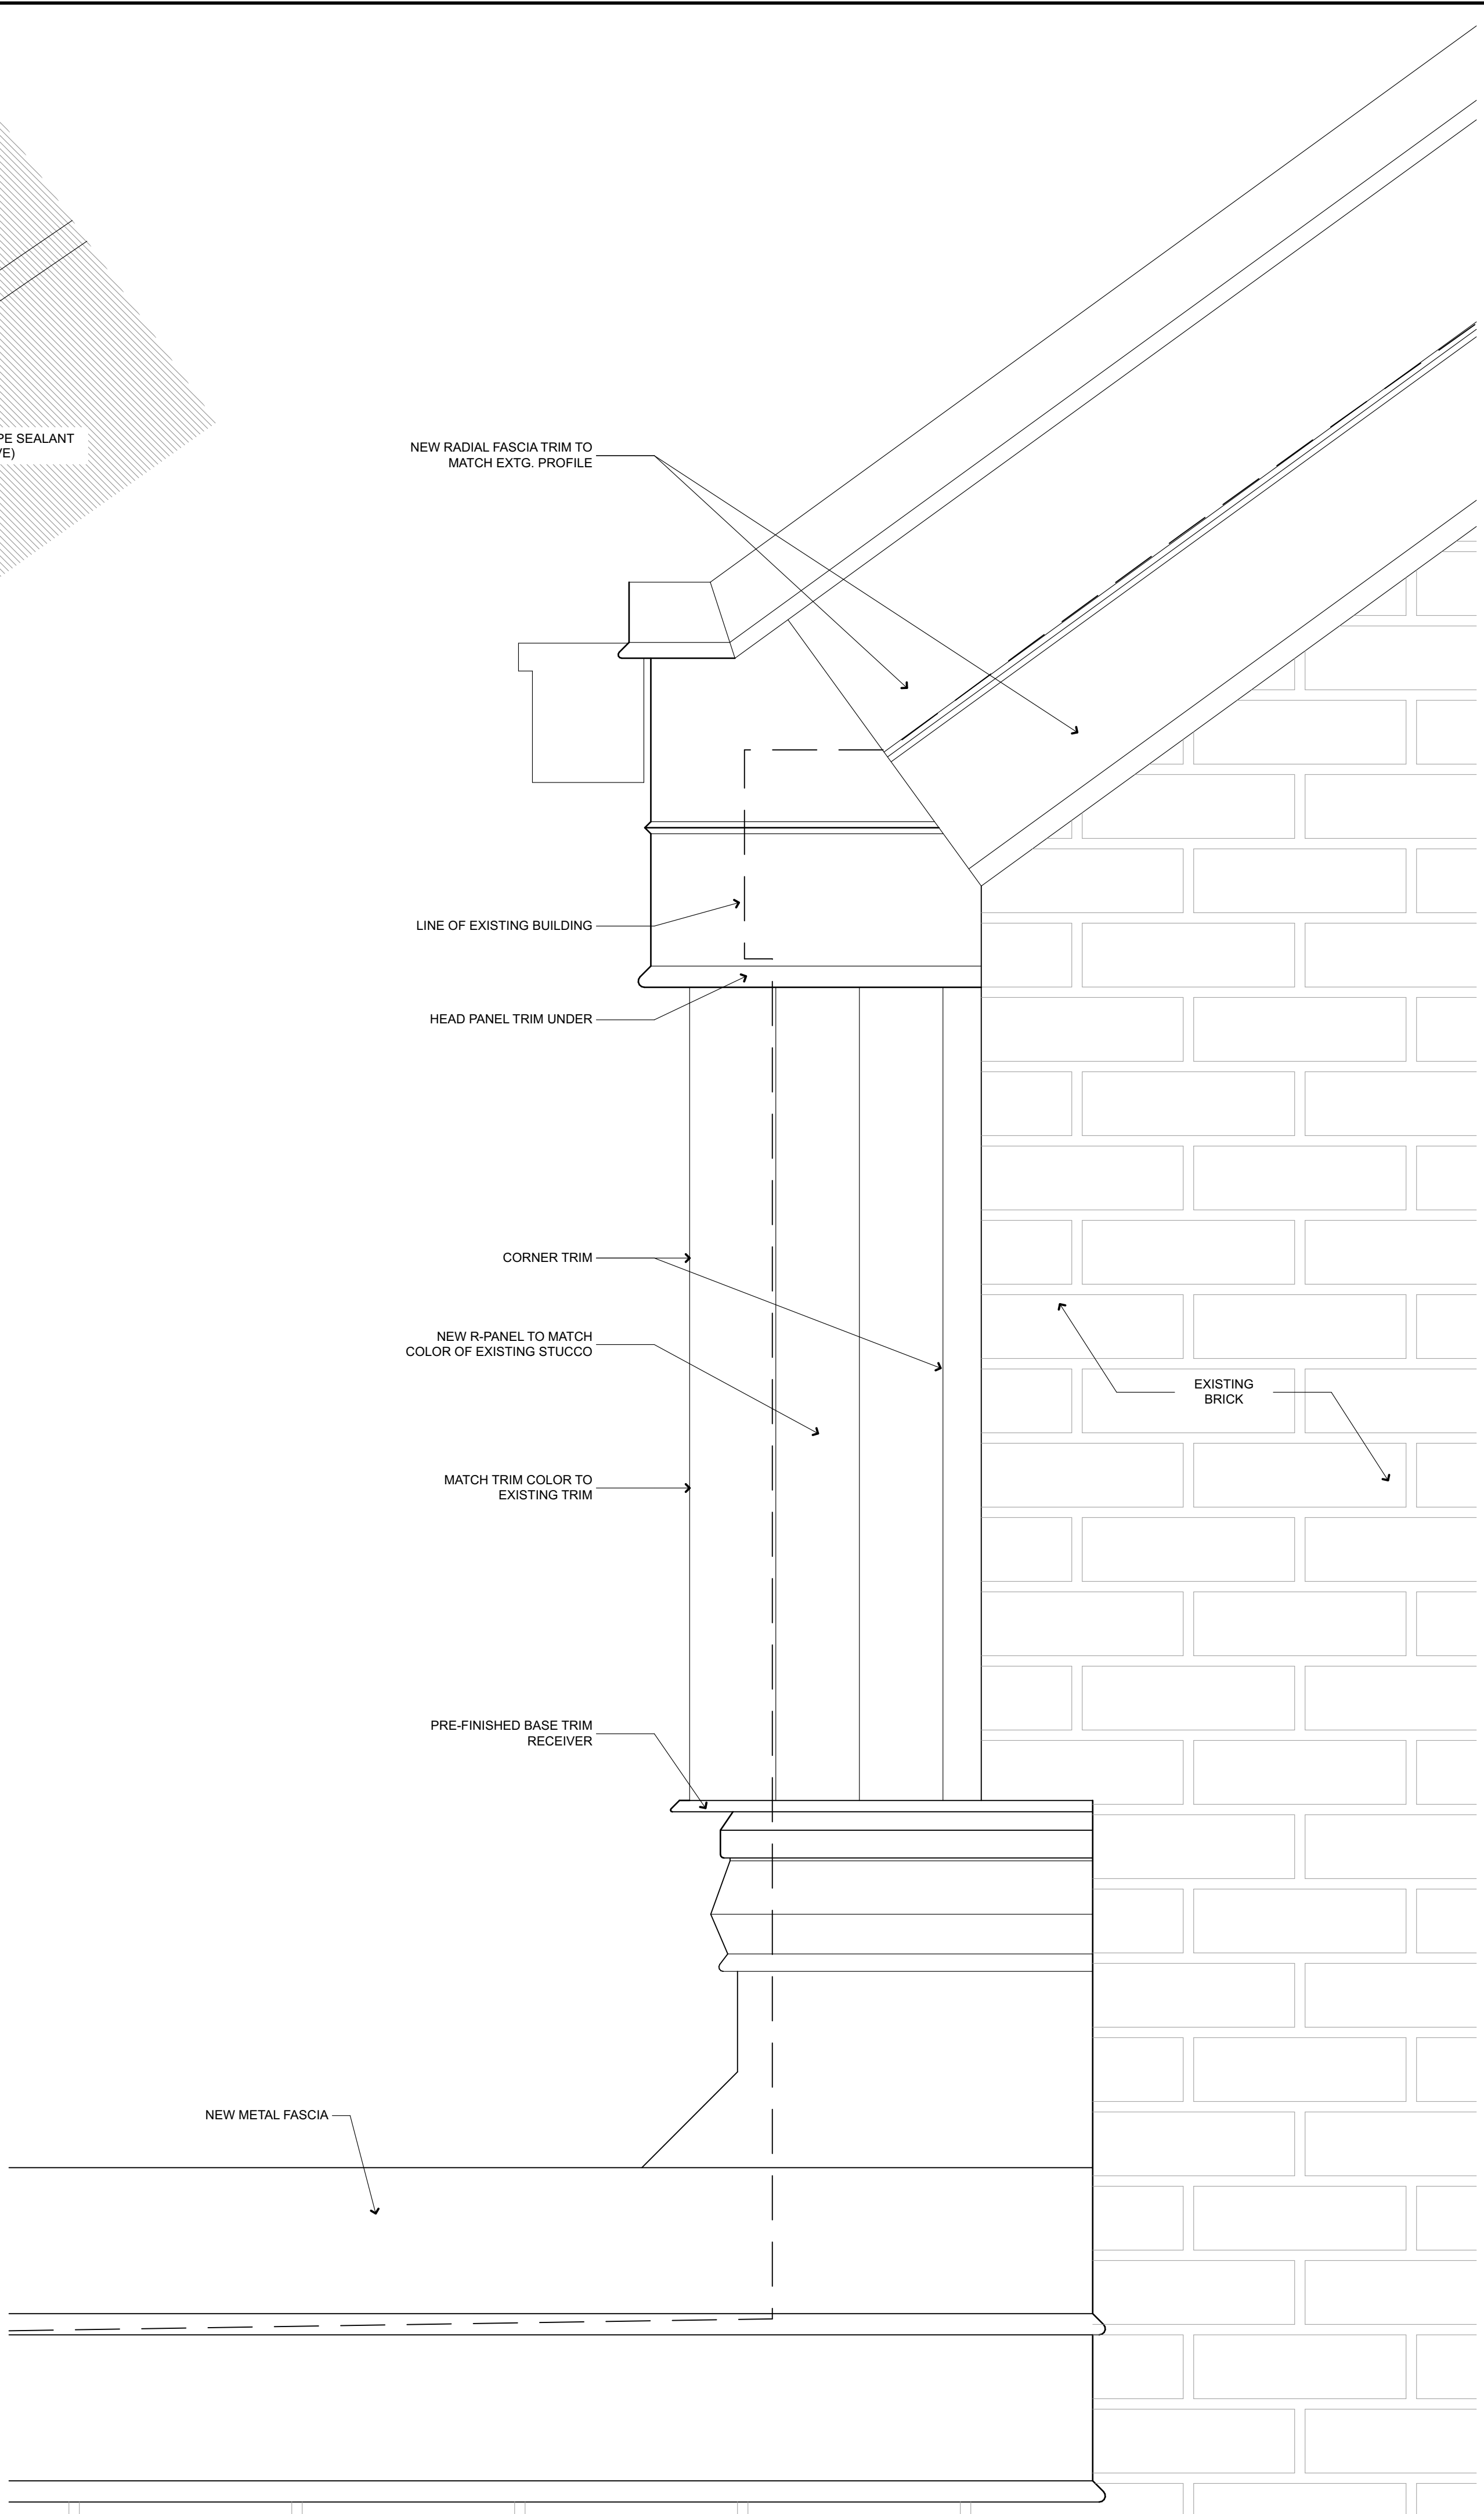 PE SEALANT
VE)
NEW RADIAL FASCIA TRIM TO
MATCH EXTG. PROFILE
LINE OF EXISTING BUILDING
HEAD PANEL TRIM UNDER
CORNER TRIM
NEW R-PANEL TO MATCH
COLOR OF EXISTING STUCCO
EXISTING
BRICK
MATCH TRIM COLOR TO
EXISTING TRIM
PRE-FINISHED BASE TRIM
RECEIVER
NEW METAL FASCIA